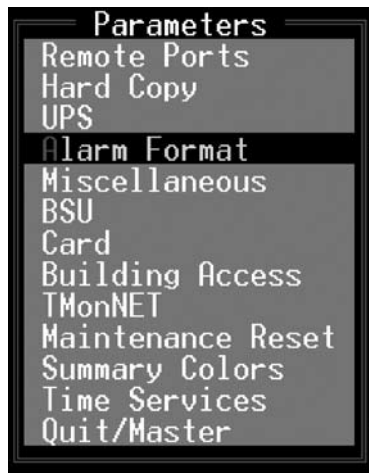 Parameters
Remote Ports
Hard Copy
UPS
Alarm Format
Miscellaneous
BSU
Card
Building Access
TMonNET
Maintenance Reset
Summary Colors
Time Services
Quit/Master